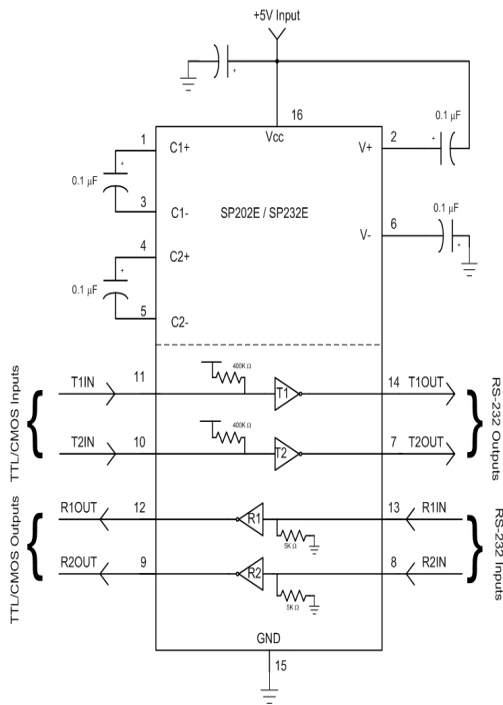 +5V Input
16
Vcc
0.1 µF
1
C1+
2
V+
0.1 µF
3
C1-
SP202E / SP232E
0.1 µF
6
V-
4
C2+
0.1 µF
5
C2-
TTL/CMOS Inputs
T1IN
11
400K Ω
T1
14
T1OUT
RS-232 Outputs
T2IN
10
400K Ω
T2
7
T2OUT
TTL/CMOS Outputs
R1OUT
12
R1
5K Ω
13
R1IN
RS-232 Inputs
R2OUT
9
R2
5K Ω
8
R2IN
GND
15